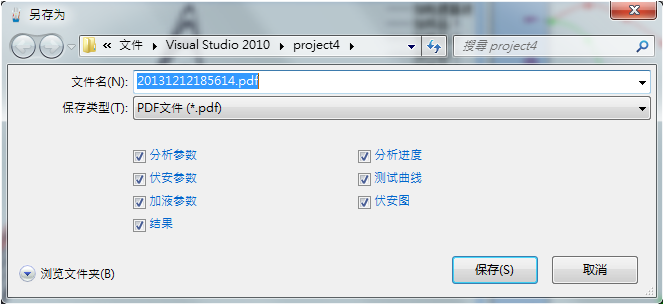 另存为
« 文件 ▸ Visual Studio 2010 ▸ project4 ▸
搜尋 project4
文件名(N): 20131212185614.pdf
保存类型(T): PDF文件 (*.pdf)
分析参数 分析进度
伏安参数 测试曲线
加液参数 伏安图
结果
浏览文件夹(B) 保存(S) 取消